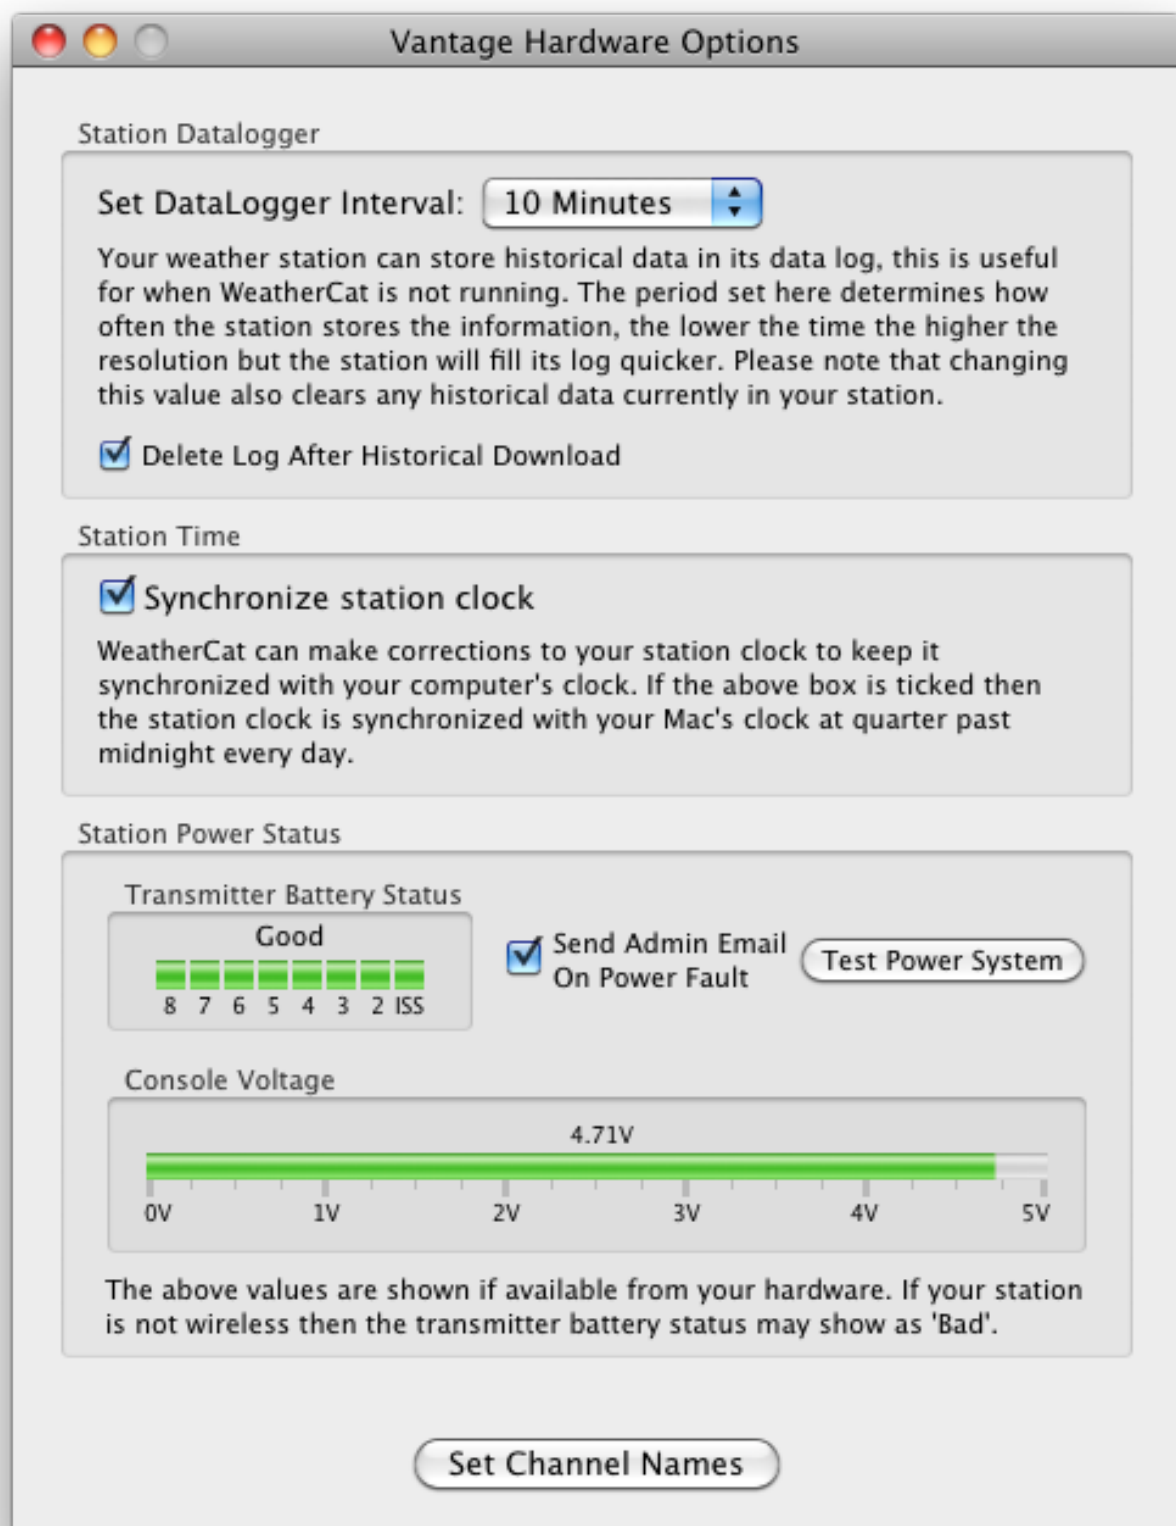 Vantage Hardware Options
Station Datalogger
Set DataLogger Interval: 10 Minutes
Your weather station can store historical data in its data log, this is useful
for when WeatherCat is not running. The period set here determines how
often the station stores the information, the lower the time the higher the
resolution but the station will fill its log quicker. Please note that changing
this value also clears any historical data currently in your station.
Delete Log After Historical Download
Station Time
Synchronize station clock
WeatherCat can make corrections to your station clock to keep it
synchronized with your computer's clock. If the above box is ticked then
the station clock is synchronized with your Mac's clock at quarter past
midnight every day.
Station Power Status
Transmitter Battery Status
Good
8 7 6 5 4 3 2 ISS
Send Admin Email
On Power Fault
Test Power System
Console Voltage
4.71V
0V 1V 2V 3V 4V 5V
The above values are shown if available from your hardware. If your station
is not wireless then the transmitter battery status may show as 'Bad'.
Set Channel Names